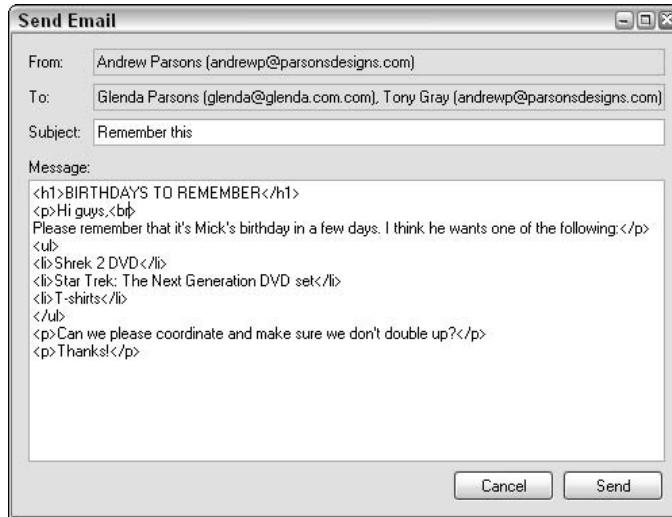 Send Email
From: Andrew Parsons (andrewp@parsonsdesigns.com)
To: Glenda Parsons (glenda@glenda.com.com), Tony Gray (andrewp@parsonsdesigns.com)
Subject: Remember this
Message:
<h1>BIRTHDAYS TO REMEMBER</h1>
<p>Hi guys,<br>
Please remember that it's Mick's birthday in a few days. I think he wants one of the following:</p>
<ul>
<li>Shrek 2 DVD</li>
<li>Star Trek: The Next Generation DVD set</li>
<li>T-shirts</li>
</ul>
<p>Can we please coordinate and make sure we don't double up?</p>
<p>Thanks!</p>
Cancel Send